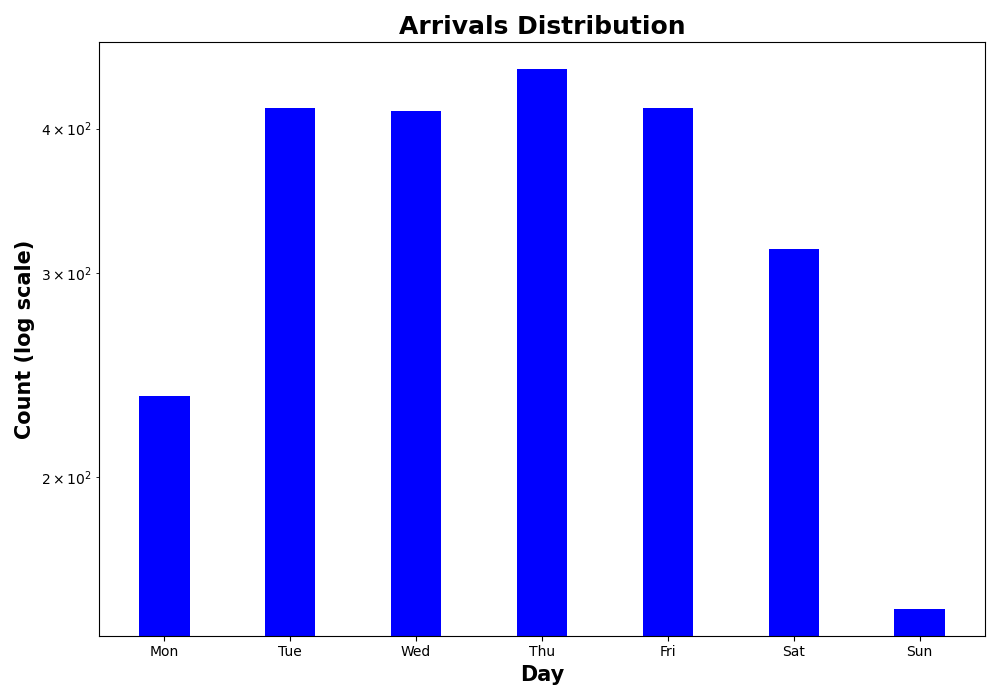 Arrivals Distribution
4 × 10²
3 × 10²
2 × 10²
Count (log scale)
Mon Tue Wed Thu Fri Sat Sun
Day